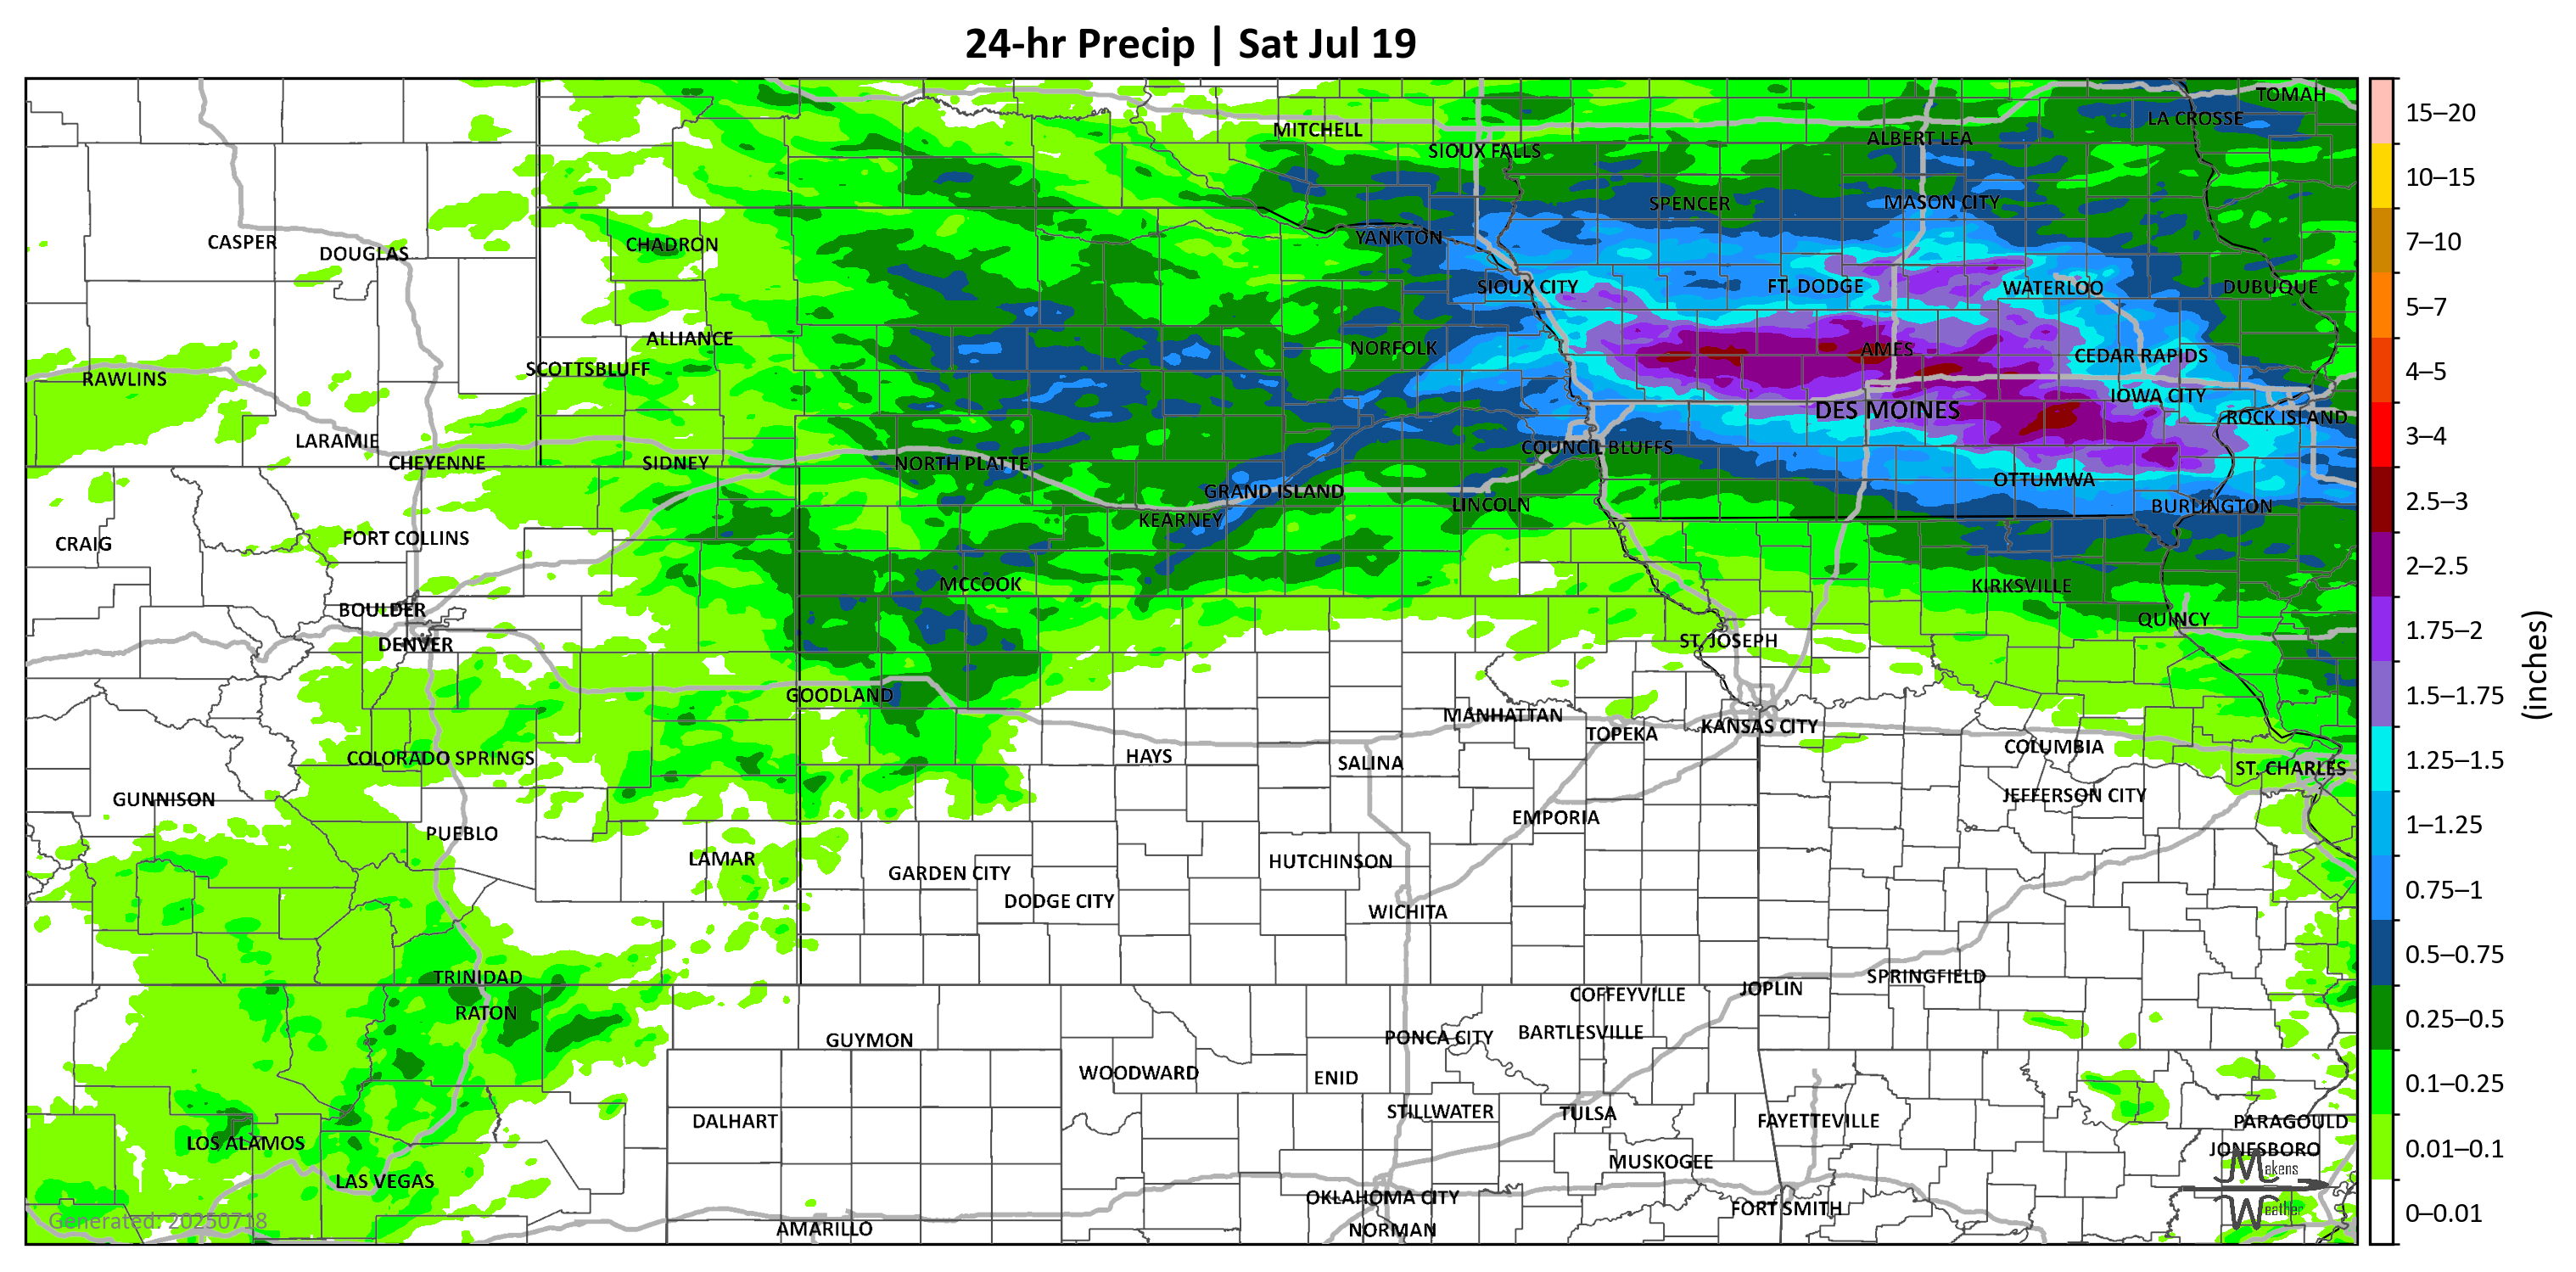 24-hr Precip | Sat Jul 19
TOMAH
LA CROSSE
MITCHELL
ALBERT LEA
SIOUX FALLS
SPENCER
MASON CITY
YANKTON
CASPER
CHADRON
DOUGLAS
SIOUX CITY
FT. DODGE
WATERLOO
DUBUQUE
ALLIANCE
NORFOLK
AMES
CEDAR RAPIDS
SCOTTSBLUFF
RAWLINS
IOWA CITY
DES MOINES
ROCK ISLAND
LARAMIE
COUNCIL BLUFFS
CHEYENNE
SIDNEY
NORTH PLATTE
OTTUMWA
GRAND ISLAND
LINCOLN
BURLINGTON
KEARNEY
CRAIG
FORT COLLINS
MCCOOK
KIRKSVILLE
BOULDER
QUINCY
DENVER
ST. JOSEPH
GOODLAND
MANHATTAN
KANSAS CITY
TOPEKA
COLUMBIA
COLORADO SPRINGS
HAYS
SALINA
ST. CHARLES
GUNNISON
JEFFERSON CITY
EMPORIA
PUEBLO
LAMAR
HUTCHINSON
GARDEN CITY
DODGE CITY
WICHITA
TRINIDAD
SPRINGFIELD
JOPLIN
COFFEYVILLE
RATON
BARTLESVILLE
PONCA CITY
GUYMON
WOODWARD
ENID
STILLWATER
TULSA
DALHART
FAYETTEVILLE
PARAGOULD
LOS ALAMOS
JONESBORO
MUSKOGEE
LAS VEGAS
OKLAHOMA CITY
FORT SMITH
AMARILLO
NORMAN
Generated: 20250718
Makens
Weather
15–20
10–15
7–10
5–7
4–5
3–4
2.5–3
2–2.5
1.75–2
1.5–1.75
1.25–1.5
1–1.25
0.75–1
0.5–0.75
0.25–0.5
0.1–0.25
0.01–0.1
0–0.01
(inches)